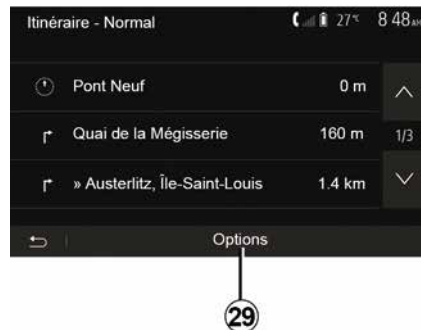 Itinéraire - Normal 27°C 8 48 AM
Pont Neuf 0 m
Quai de la Mégisserie 160 m
1/3
» Austerlitz, Île-Saint-Louis 1.4 km
Options
29